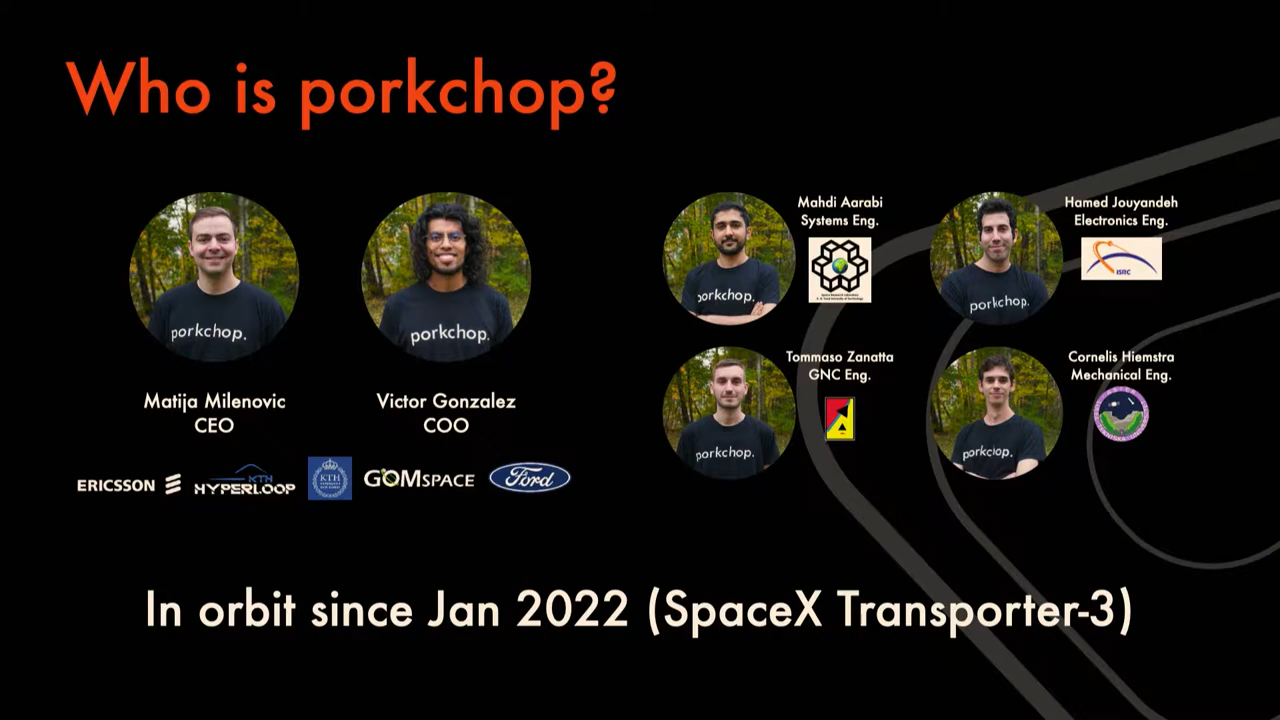 Who is porkchop?
porkchop.
porkchop.
Matija Milenovic
CEO
Victor Gonzalez
COO
ERICSSON
KTH
HYPERLOOP
KTH
GOMSPACE
Ford
Mahdi Aarabi
Systems Eng.
porkchop.
Hamed Jouyandeh
Electronics Eng.
ISRC
porkchop.
Tommaso Zanatta
GNC Eng.
porkchop.
Cornelis Hiemstra
Mechanical Eng.
porkchop.
In orbit since Jan 2022 (SpaceX Transporter-3)